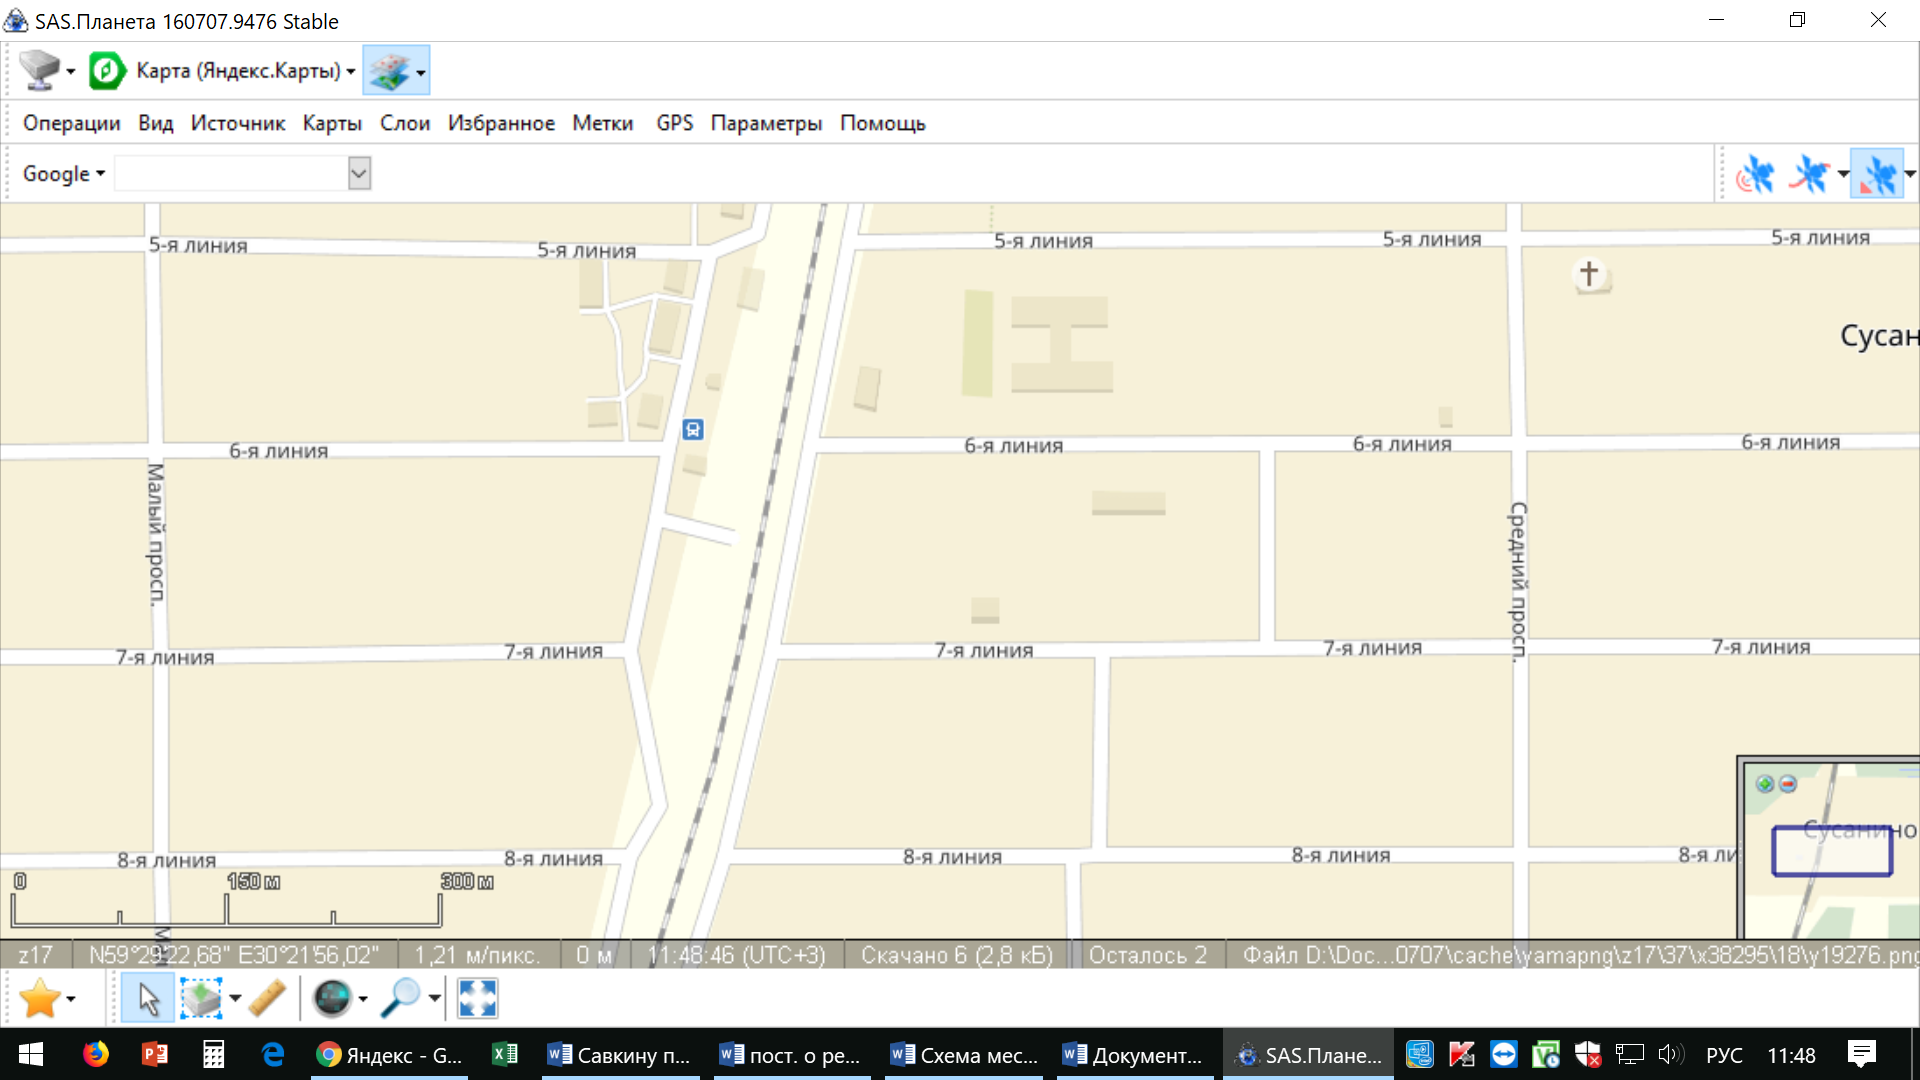 SAS.Планета 160707.9476 Stable
Карта (Яндекс.Карты)
Операции Вид Источник Карты Слои Избранное Метки GPS Параметры Помощь
Google
5-я линия 5-я линия 5-я линия 5-я линия 5-я линия
Сусан
6-я линия 6-я линия 6-я линия 6-я линия
Малый просп.
Средний просп.
7-я линия 7-я линия 7-я линия 7-я линия 7-я линия
Сусанино
8-я линия 8-я линия 8-я линия 8-я линия 8-я ли
0 150 м 300 м
z17 N59°29'22,68" E30°21'56,02" 1,21 м/пикс. 0 м 11:48:46 (UTC+3) Скачано 6 (2,8 кБ) Осталось 2 Файл D:\Doc...0707\cache\yamapng\z17\37\x38295\18\y19276.png
Яндекс - G... Савкину п... пост. о ре... Схема мес... Документ... SAS.Плане... РУС 11:48